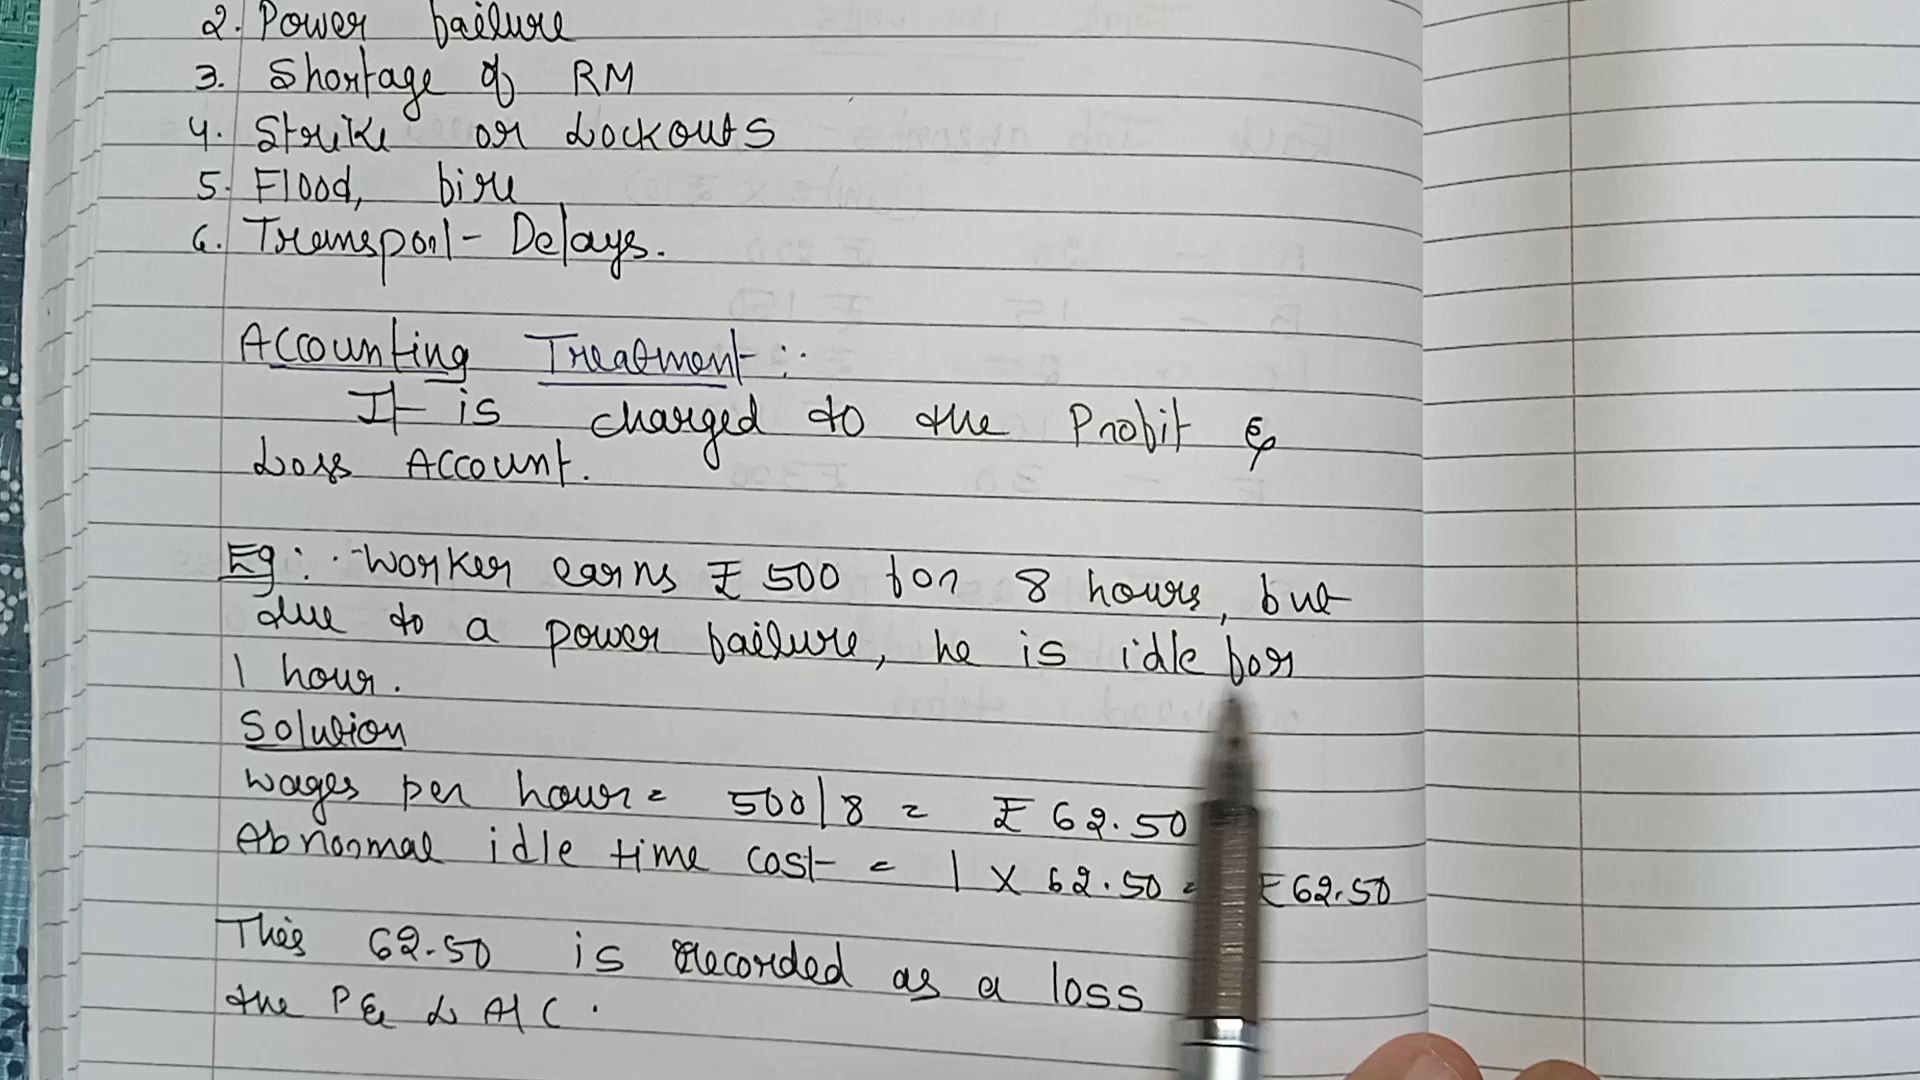 2. Power failure
3. Shortage of RM
4. Strike or Lockouts
5. Flood, fire
6. Transport- Delays.
Accounting Treatment:-
It is charged to the Profit &
Loss Account.
Eg:- Worker earns ₹ 500 for 8 hours, but
due to a power failure, he is idle for
1 hour.
Solution
Wages per hour = 500/8 = ₹ 62.50
Abnormal idle time cost = 1 x 62.50 = ₹ 62.50
This 62.50 is recorded as a loss
the P & L A/C.